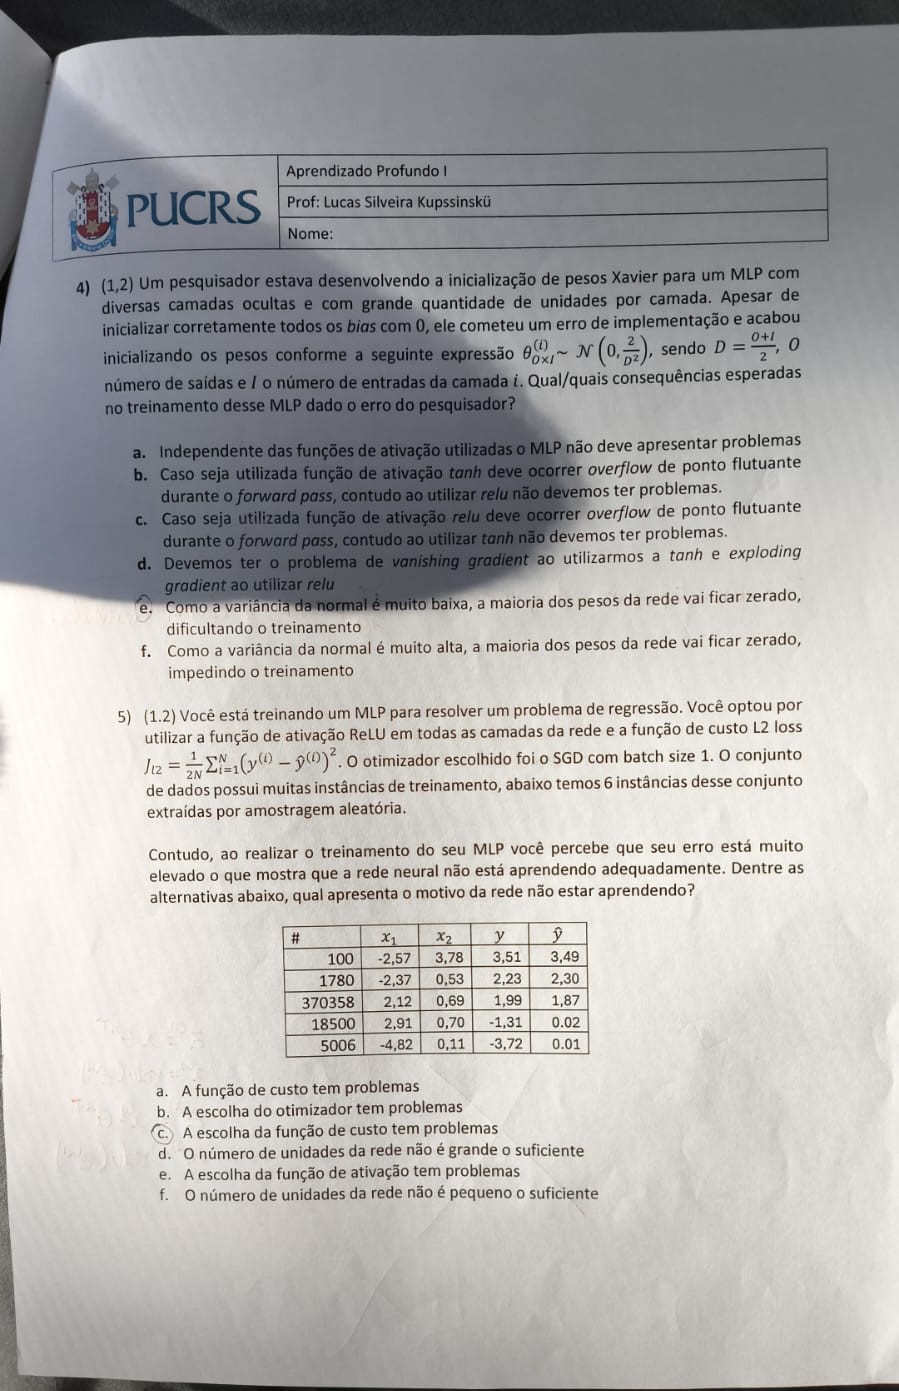 PUCRS
Aprendizado Profundo I
Prof: Lucas Silveira Kupssinskü
Nome:
4) (1,2) Um pesquisador estava desenvolvendo a inicialização de pesos Xavier para um MLP com
diversas camadas ocultas e com grande quantidade de unidades por camada. Apesar de
inicializar corretamente todos os bias com 0, ele cometeu um erro de implementação e acabou
inicializando os pesos conforme a seguinte expressão θ_{O×I}^{(i)} ~ 𝒩(0, 2/D²), sendo D = (O+I)/2, O
número de saídas e I o número de entradas da camada i. Qual/quais consequências esperadas
no treinamento desse MLP dado o erro do pesquisador?
a. Independente das funções de ativação utilizadas o MLP não deve apresentar problemas
b. Caso seja utilizada função de ativação tanh deve ocorrer overflow de ponto flutuante
durante o forward pass, contudo ao utilizar relu não devemos ter problemas.
c. Caso seja utilizada função de ativação relu deve ocorrer overflow de ponto flutuante
durante o forward pass, contudo ao utilizar tanh não devemos ter problemas.
d. Devemos ter o problema de vanishing gradient ao utilizarmos a tanh e exploding
gradient ao utilizar relu
e. Como a variância da normal é muito baixa, a maioria dos pesos da rede vai ficar zerado,
dificultando o treinamento
f. Como a variância da normal é muito alta, a maioria dos pesos da rede vai ficar zerado,
impedindo o treinamento
5) (1.2) Você está treinando um MLP para resolver um problema de regressão. Você optou por
utilizar a função de ativação ReLU em todas as camadas da rede e a função de custo L2 loss
J_{l2} = 1/2N Σ_{i=1}^{N}(y^{(i)} − ŷ^{(i)})². O otimizador escolhido foi o SGD com batch size 1. O conjunto
de dados possui muitas instâncias de treinamento, abaixo temos 6 instâncias desse conjunto
extraídas por amostragem aleatória.
Contudo, ao realizar o treinamento do seu MLP você percebe que seu erro está muito
elevado o que mostra que a rede neural não está aprendendo adequadamente. Dentre as
alternativas abaixo, qual apresenta o motivo da rede não estar aprendendo?
# x₁ x₂ y ŷ
100 -2,57 3,78 3,51 3,49
1780 -2,37 0,53 2,23 2,30
370358 2,12 0,69 1,99 1,87
18500 2,91 0,70 -1,31 0.02
5006 -4,82 0,11 -3,72 0.01
a. A função de custo tem problemas
b. A escolha do otimizador tem problemas
c. A escolha da função de custo tem problemas
d. O número de unidades da rede não é grande o suficiente
e. A escolha da função de ativação tem problemas
f. O número de unidades da rede não é pequeno o suficiente